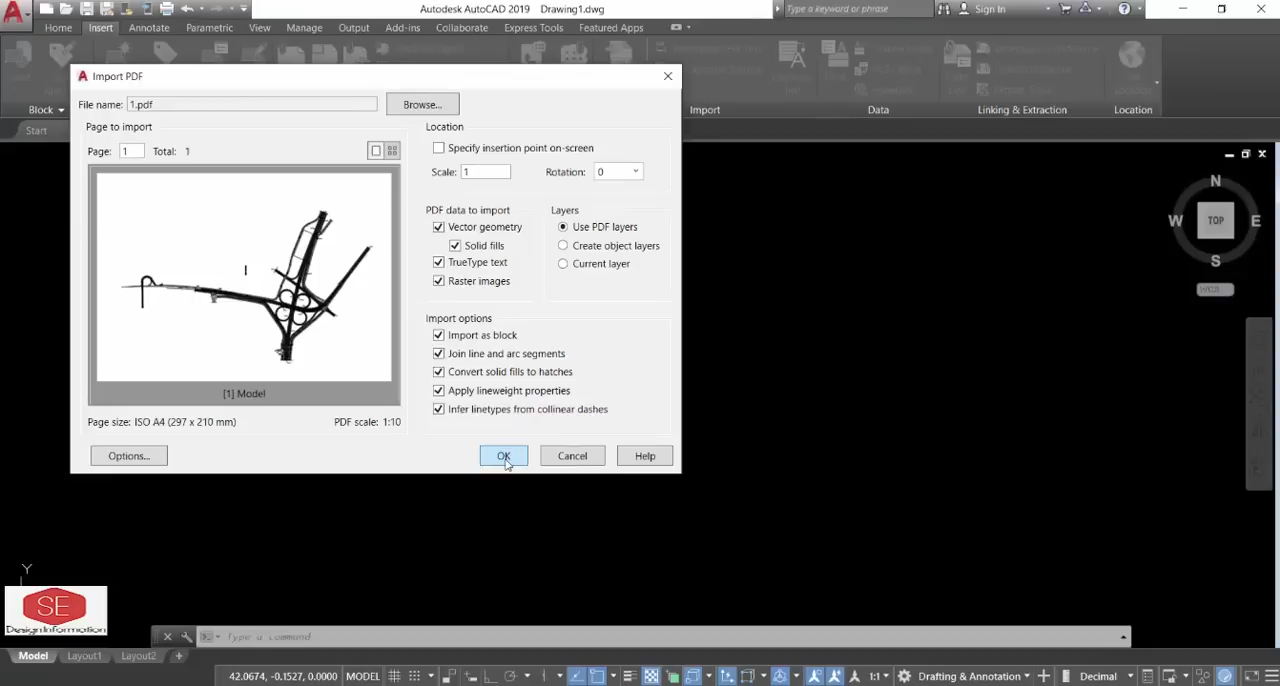 Autodesk AutoCAD 2019 Drawing1.dwg
Type a keyword or phrase
Sign In
Home Insert Annotate Parametric View Manage Output Add-ins Collaborate Express Tools Featured Apps
Block Import Data Linking & Extraction Location
Start
Import PDF
File name: 1.pdf Browse...
Page to import
Page: 1 Total: 1
[1] Model
Page size: ISO A4 (297 x 210 mm) PDF scale: 1:10
Options...
Location
Specify insertion point on-screen
Scale: 1 Rotation: 0
PDF data to import
Vector geometry
Solid fills
TrueType text
Raster images
Layers
Use PDF layers
Create object layers
Current layer
Import options
Import as block
Join line and arc segments
Convert solid fills to hatches
Apply lineweight properties
Infer linetypes from collinear dashes
OK Cancel Help
N
W TOP E
S
WCS
Y
SE
Design Information
Type a command
Model Layout1 Layout2 +
42.0674, -0.1527, 0.0000 MODEL 1:1 Drafting & Annotation Decimal